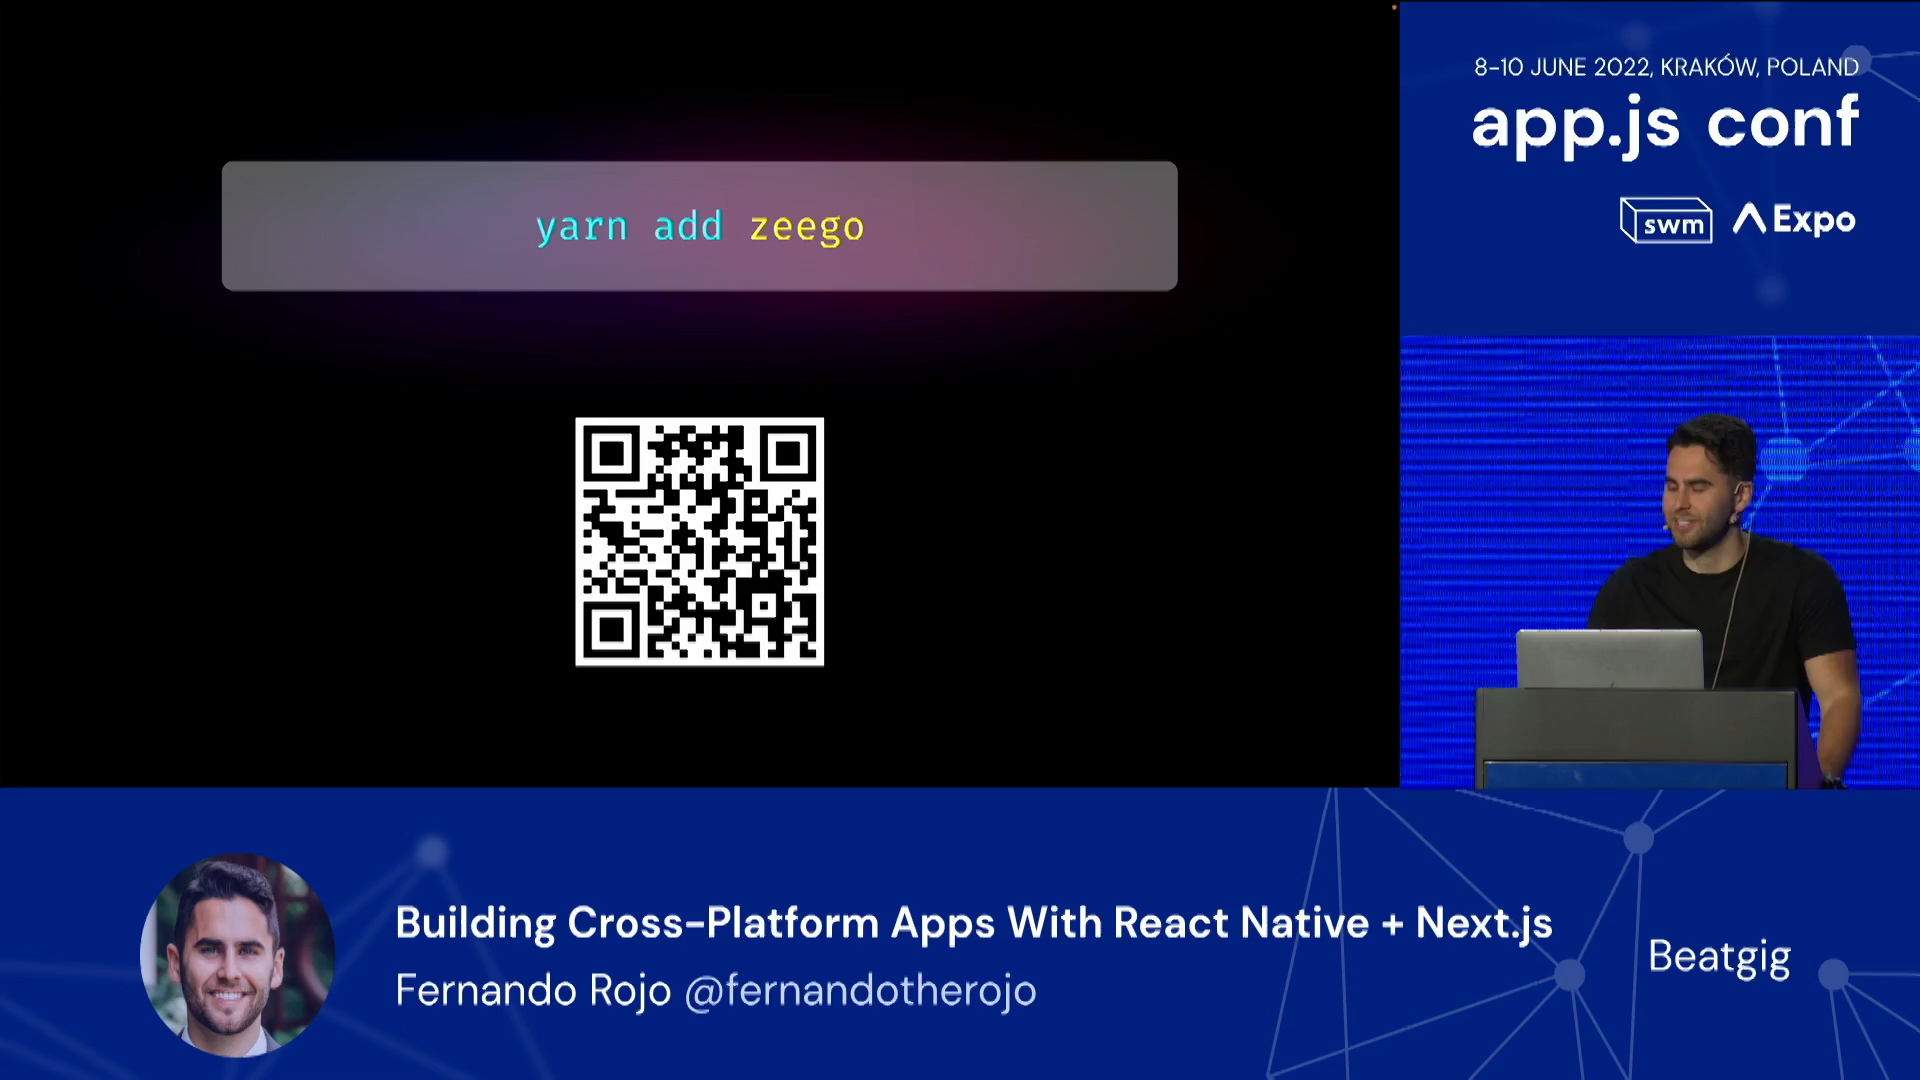 yarn add zeego
8-10 JUNE 2022, KRAKÓW, POLAND
app.js conf
swm
Expo
Building Cross-Platform Apps With React Native + Next.js
Fernando Rojo @fernandotherojo
Beatgig